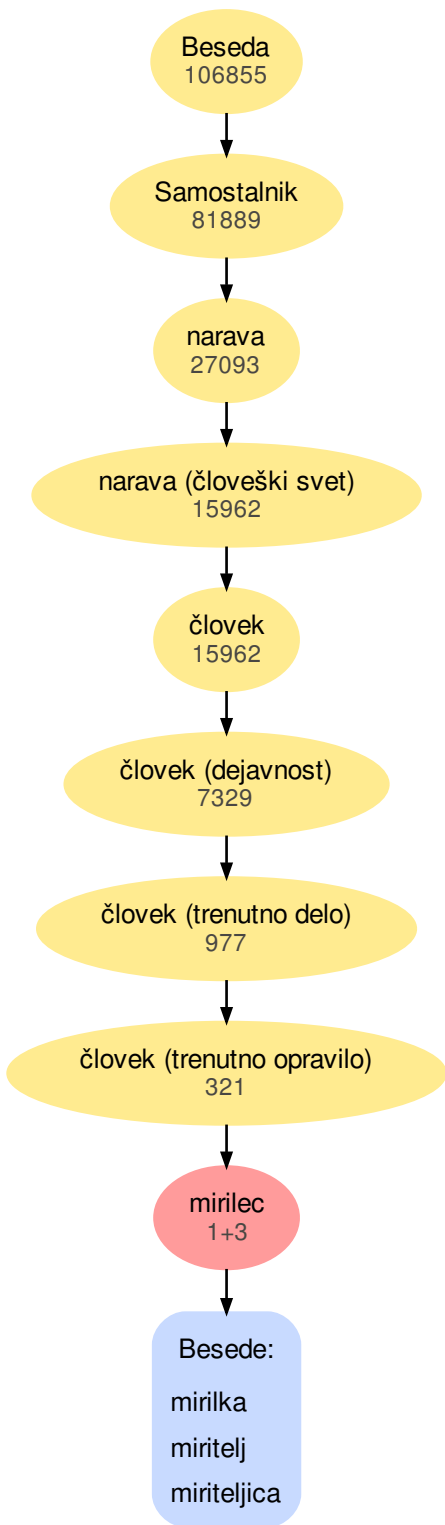 Beseda
106855
Samostalnik
81889
narava
27093
narava (človeški svet)
15962
človek
15962
človek (dejavnost)
7329
človek (trenutno delo)
977
človek (trenutno opravilo)
321
mirilec
1+3
Besede:
mirilka
miritelj
miriteljica